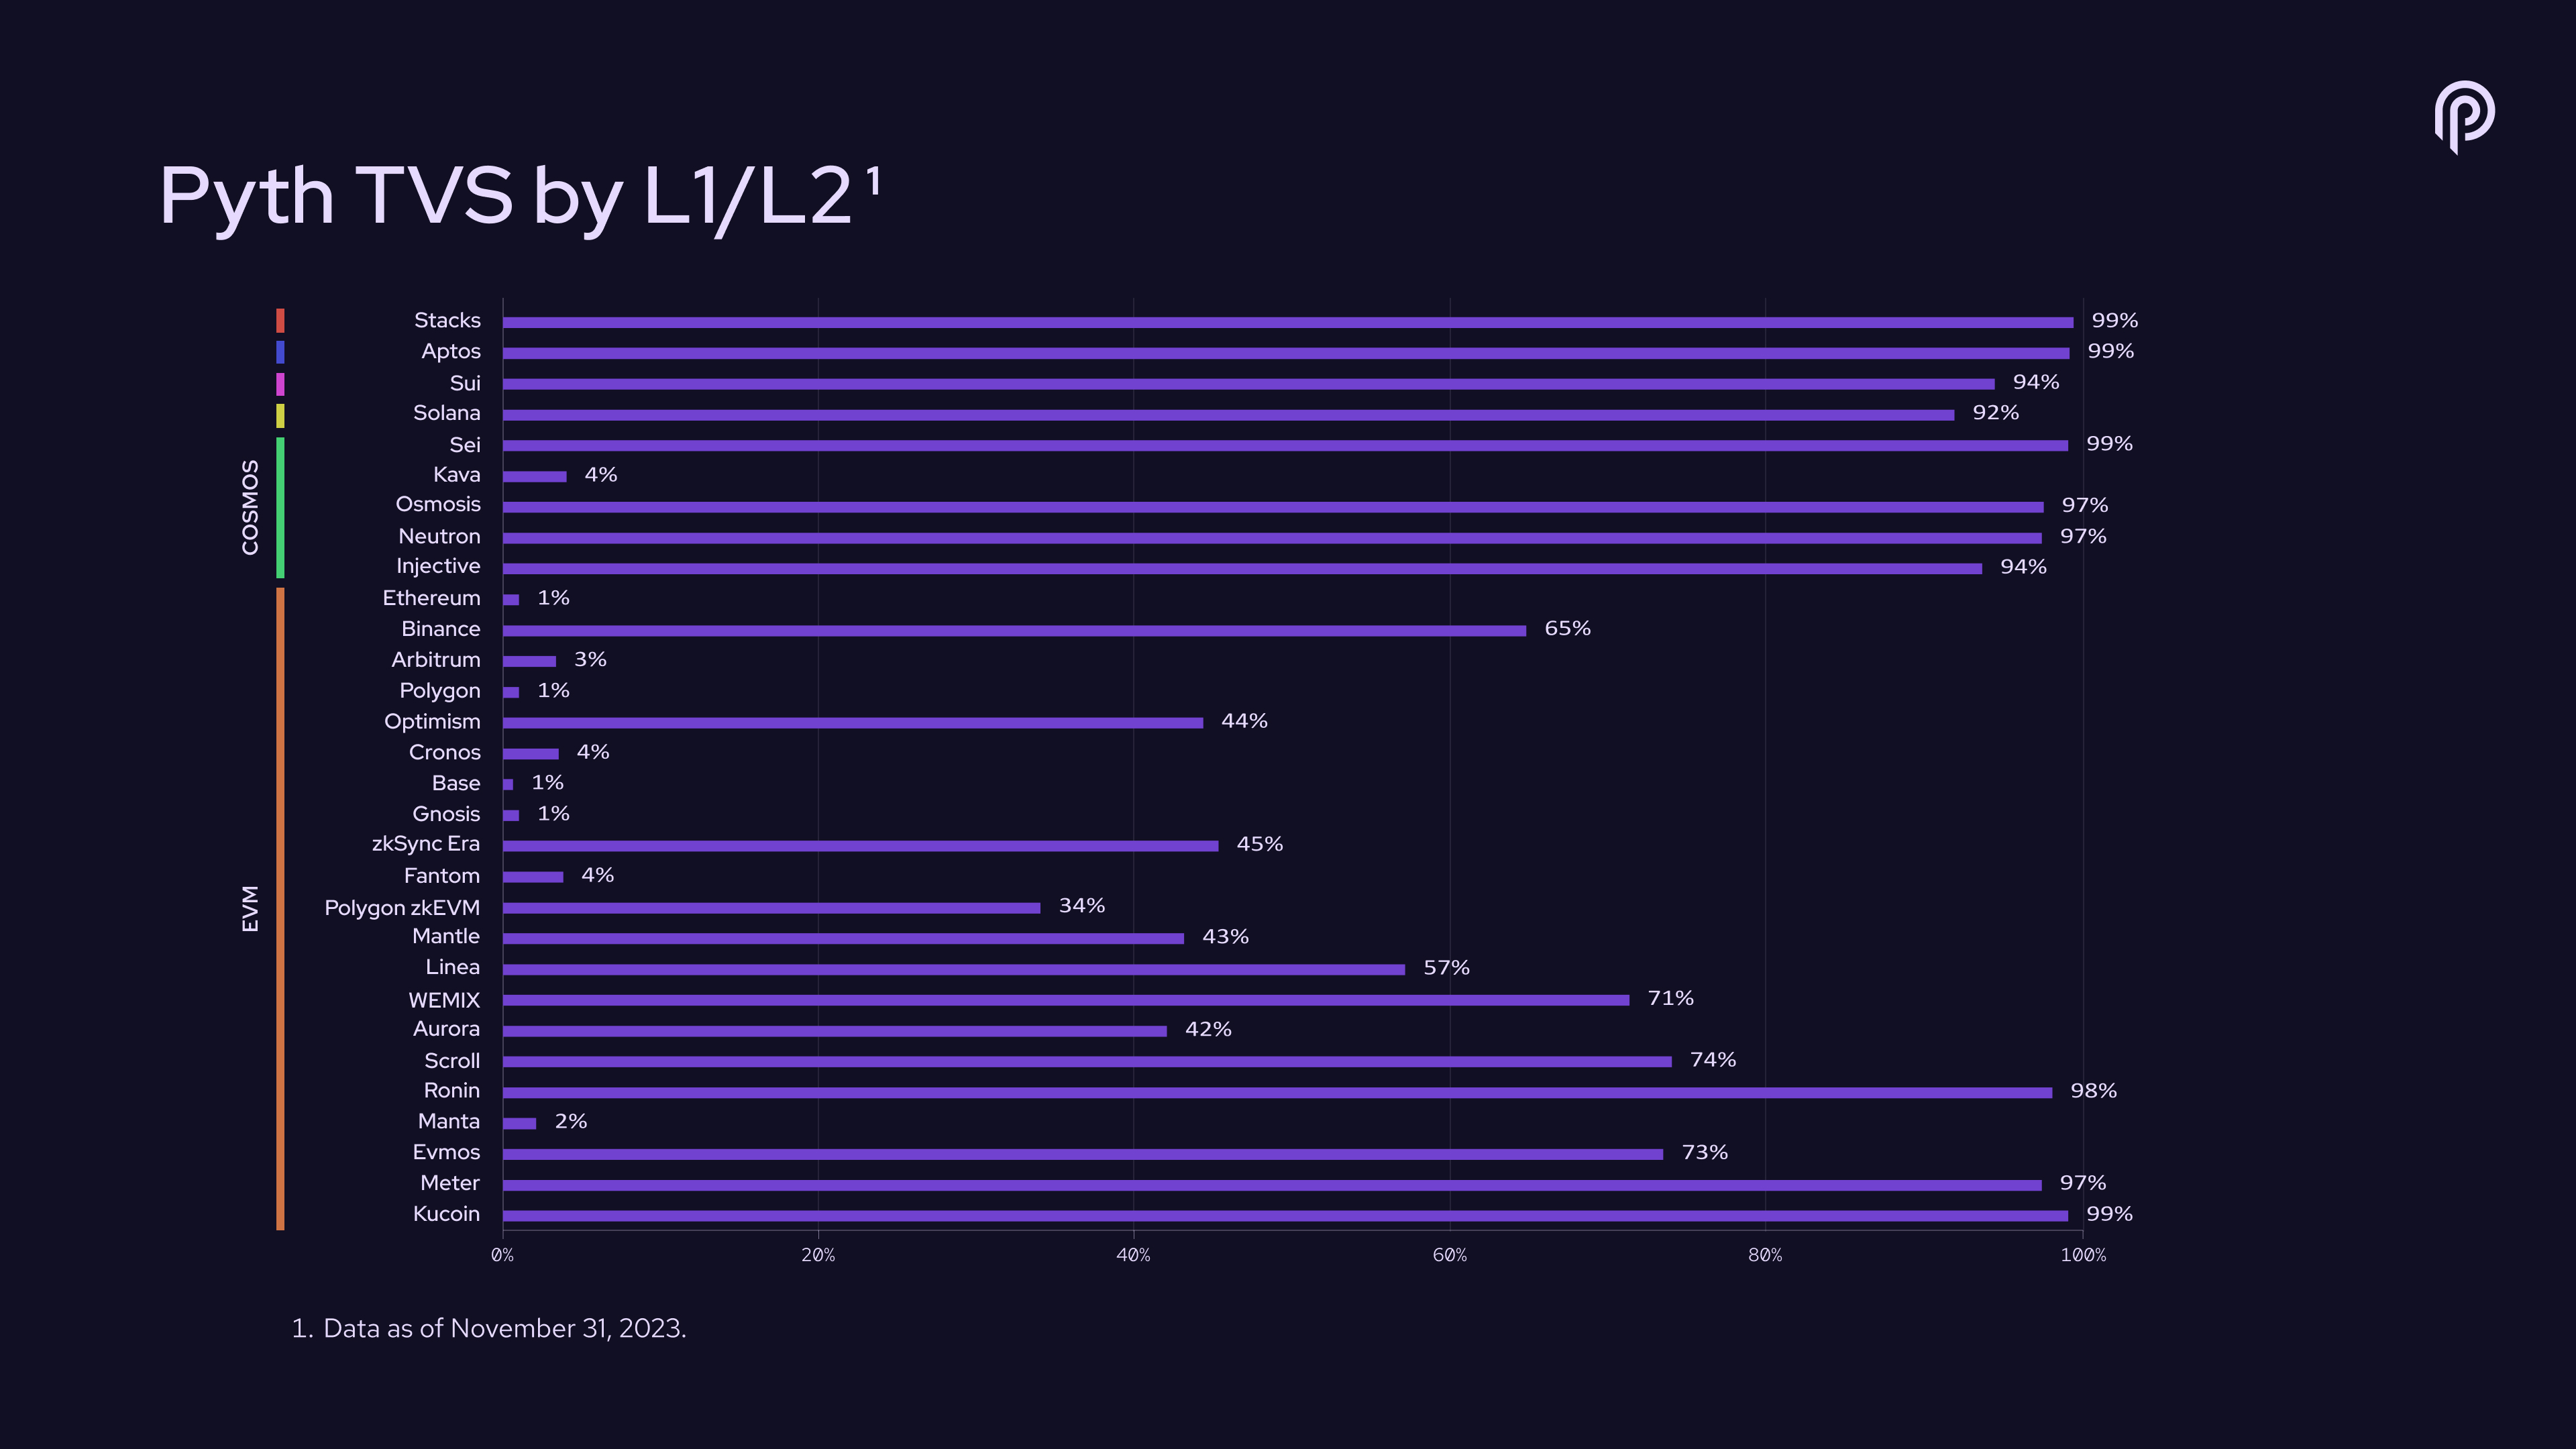 Pyth TVS by L1/L2 ¹
Stacks 99%
Aptos 99%
Sui 94%
Solana 92%
COSMOS
Sei 99%
Kava 4%
Osmosis 97%
Neutron 97%
Injective 94%
EVM
Ethereum 1%
Binance 65%
Arbitrum 3%
Polygon 1%
Optimism 44%
Cronos 4%
Base 1%
Gnosis 1%
zkSync Era 45%
Fantom 4%
Polygon zkEVM 34%
Mantle 43%
Linea 57%
WEMIX 71%
Aurora 42%
Scroll 74%
Ronin 98%
Manta 2%
Evmos 73%
Meter 97%
Kucoin 99%
0% 20% 40% 60% 80% 100%
1. Data as of November 31, 2023.